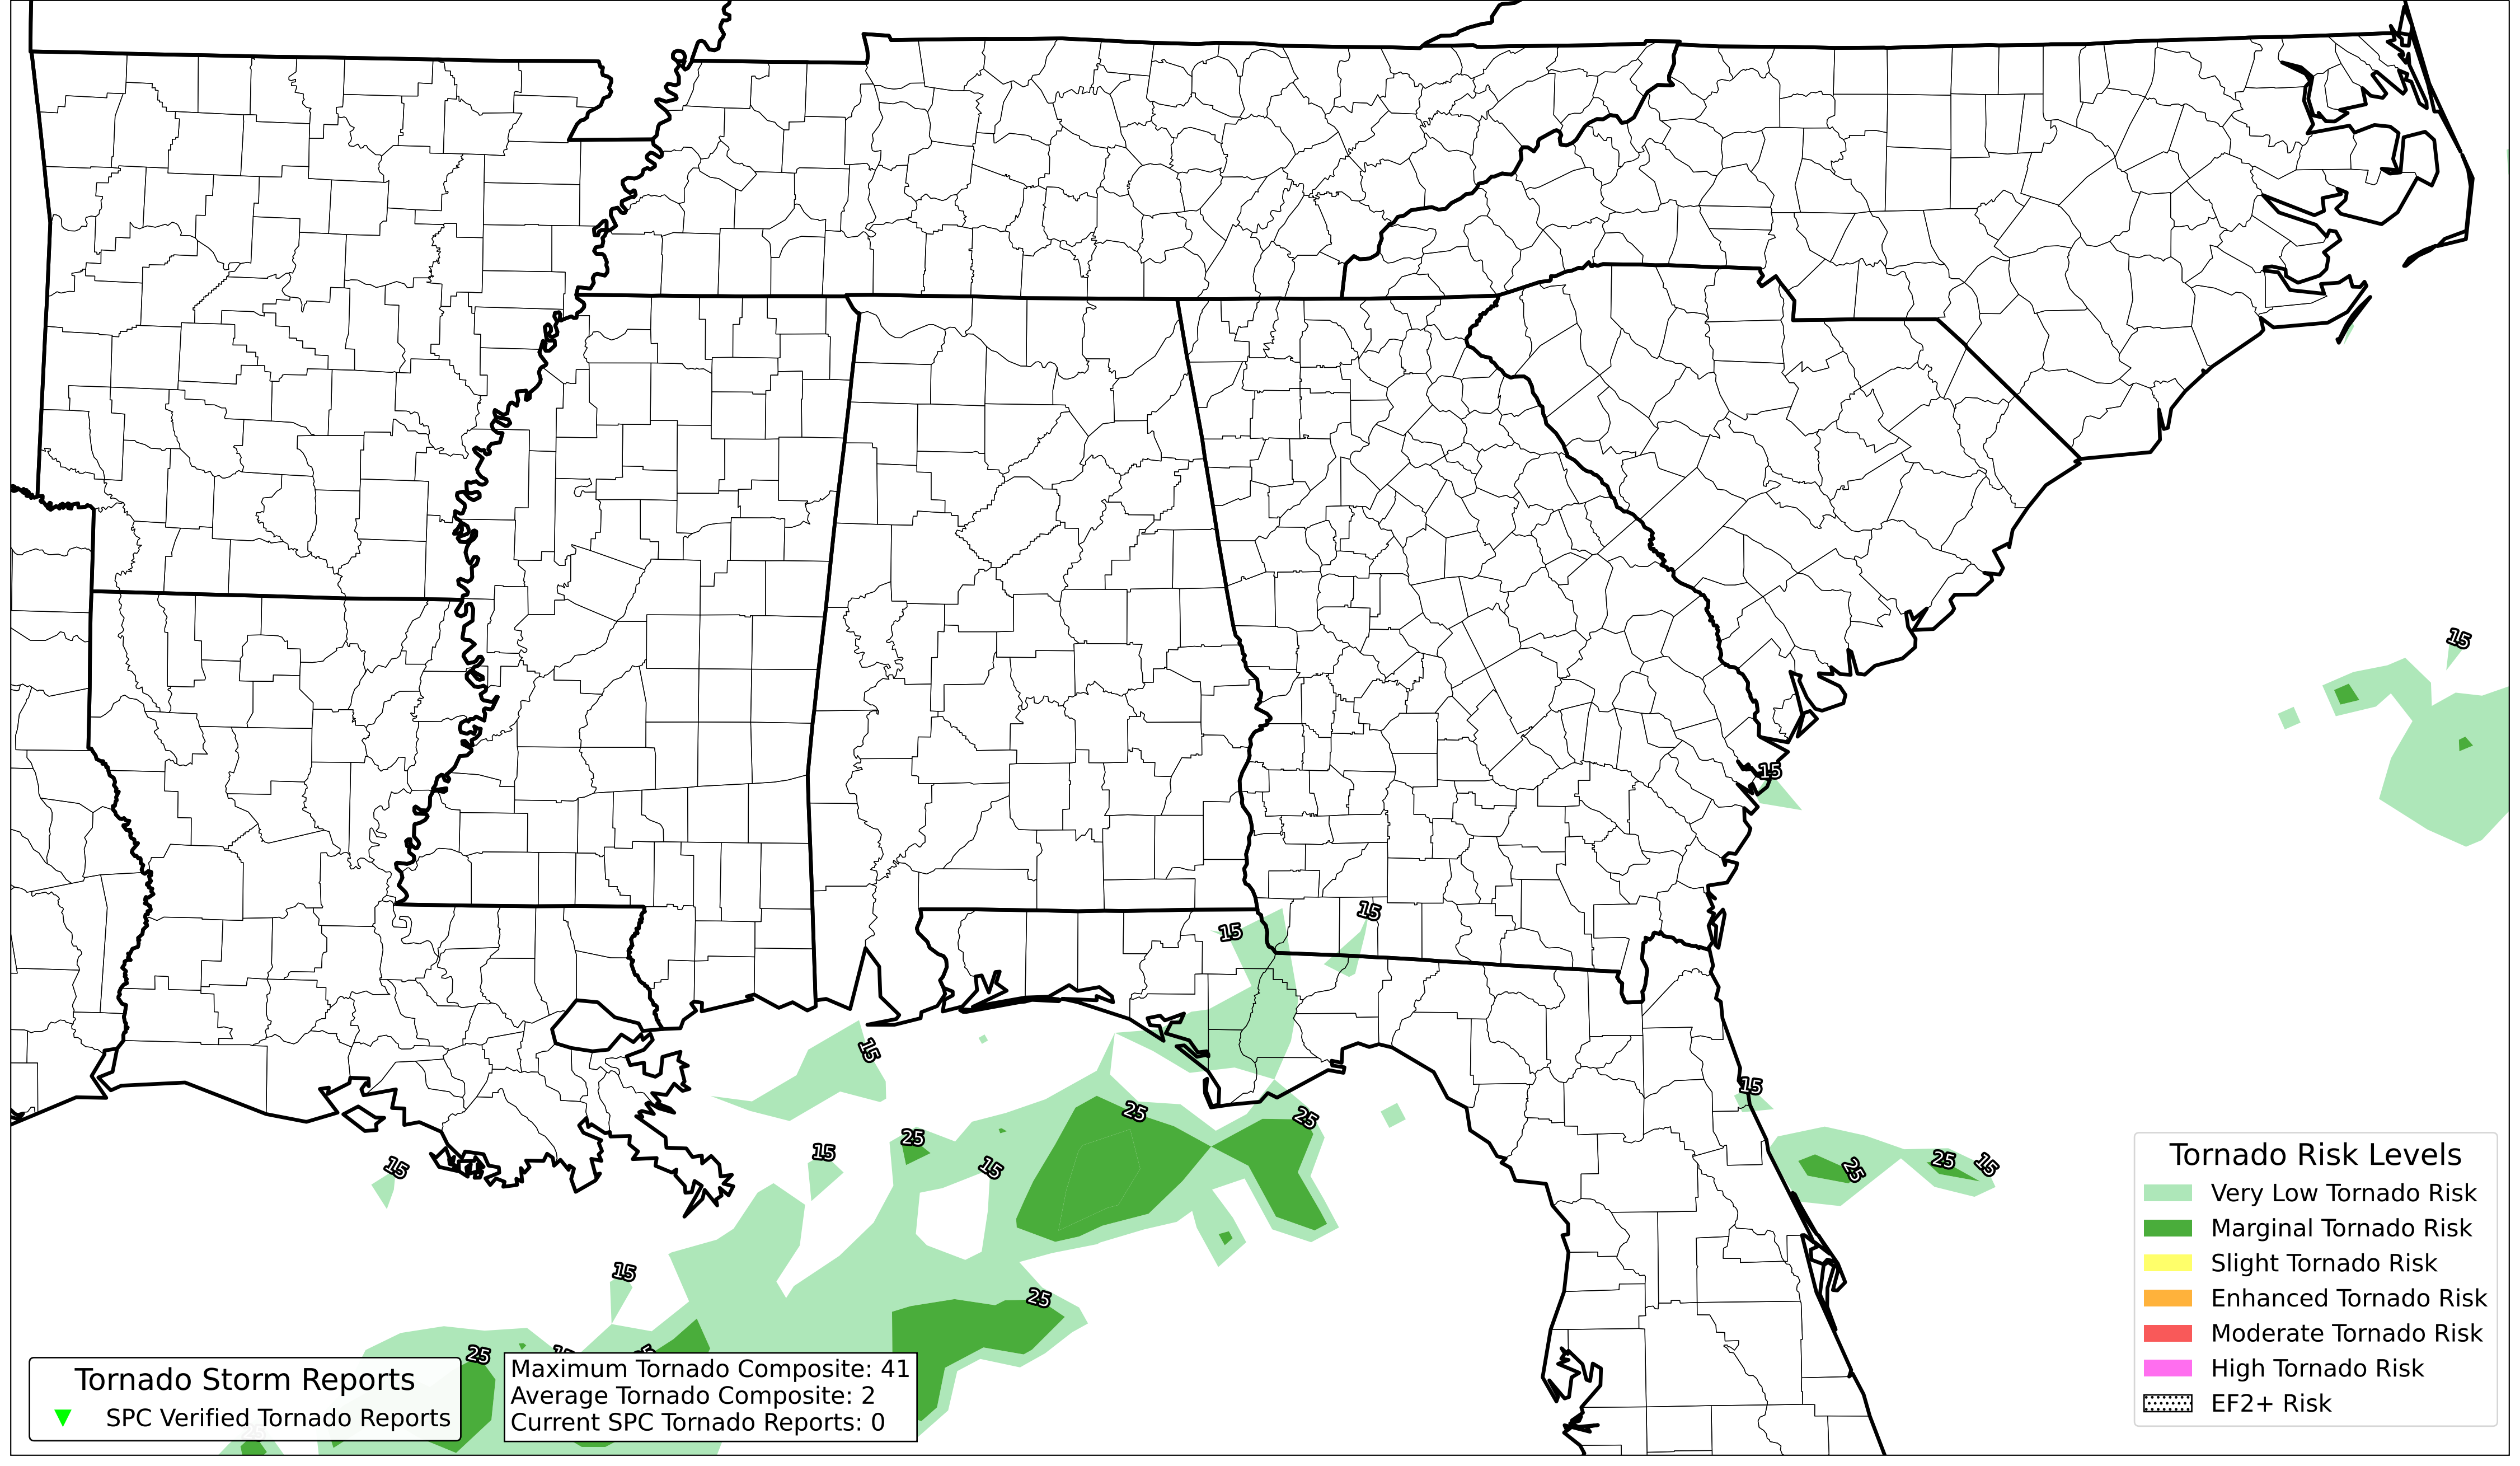 15
15
15
15
15
15
25
25
25
15
15
15
25
25
15
15
25
25
Tornado Storm Reports
SPC Verified Tornado Reports
Maximum Tornado Composite: 41
Average Tornado Composite: 2
Current SPC Tornado Reports: 0
Tornado Risk Levels
Very Low Tornado Risk
Marginal Tornado Risk
Slight Tornado Risk
Enhanced Tornado Risk
Moderate Tornado Risk
High Tornado Risk
EF2+ Risk